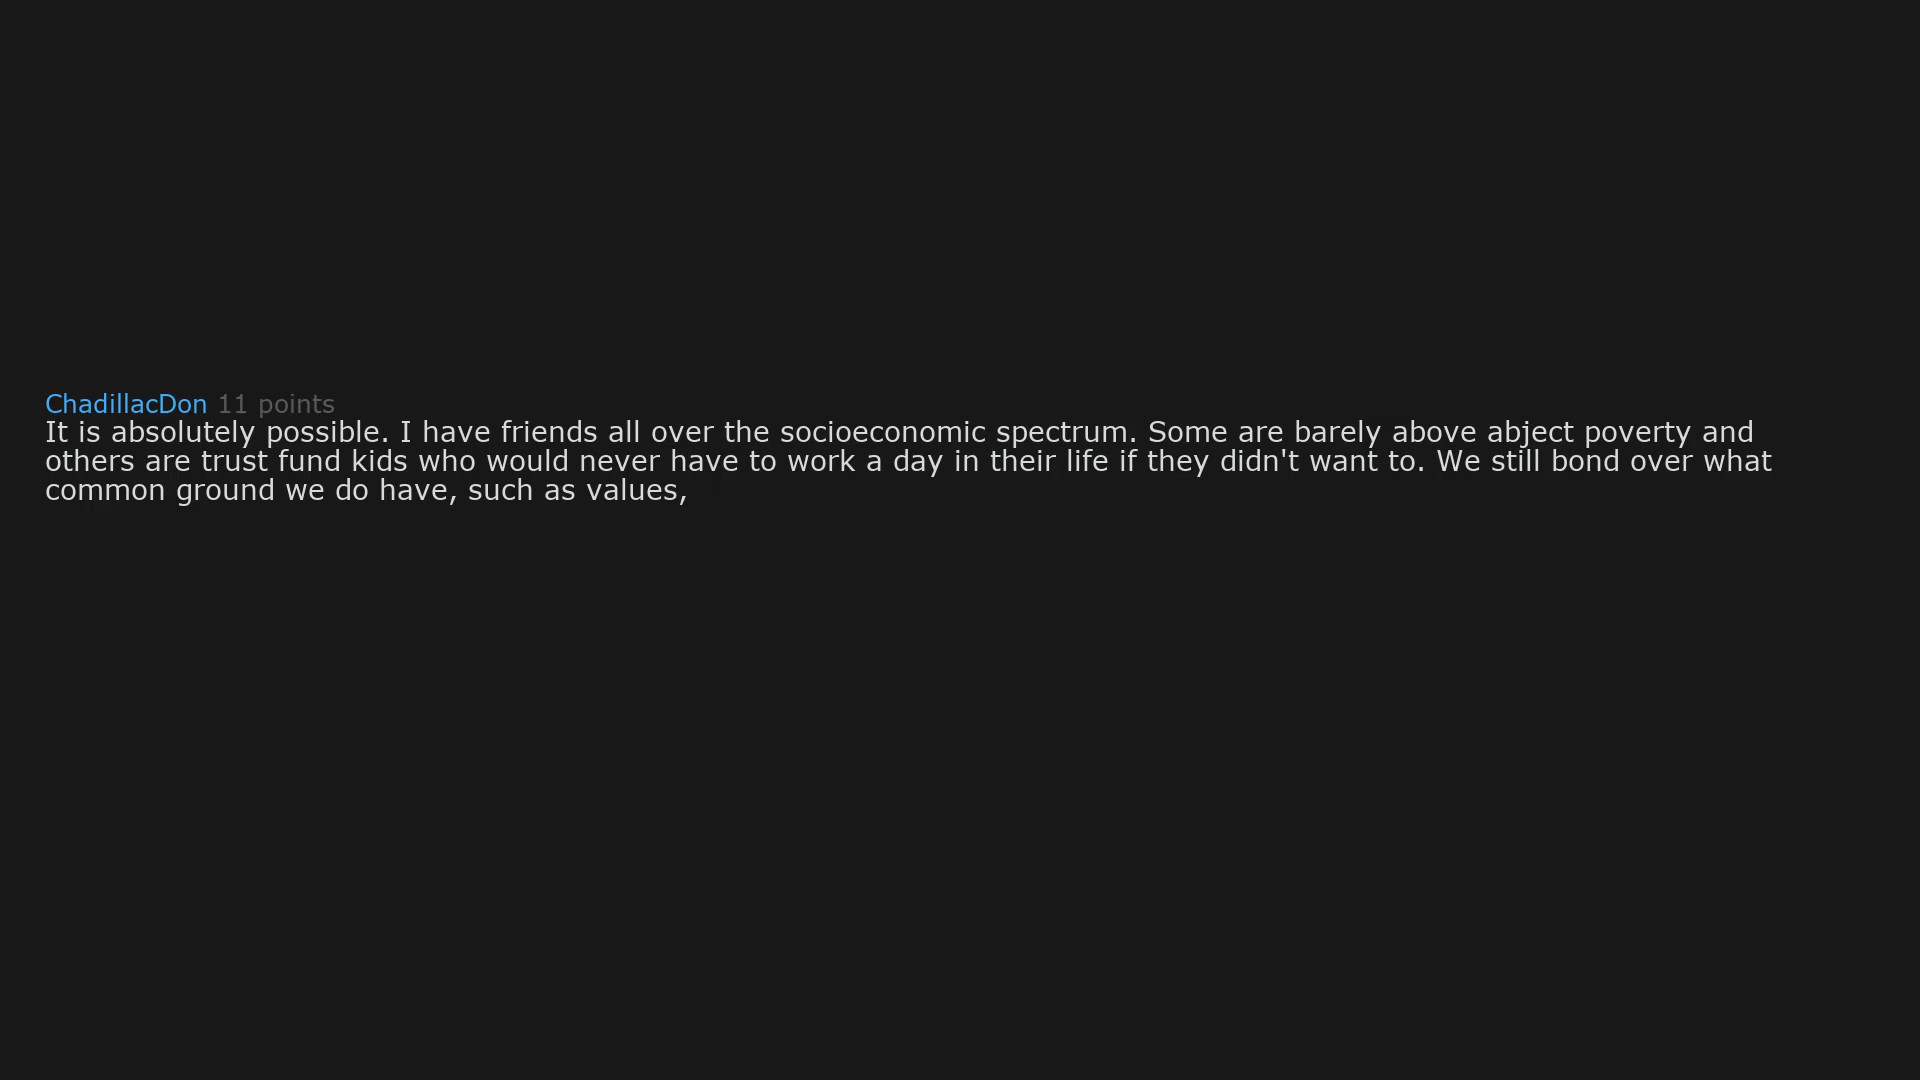 ChadillacDon 11 points
It is absolutely possible. I have friends all over the socioeconomic spectrum. Some are barely above abject poverty and
others are trust fund kids who would never have to work a day in their life if they didn't want to. We still bond over what
common ground we do have, such as values,